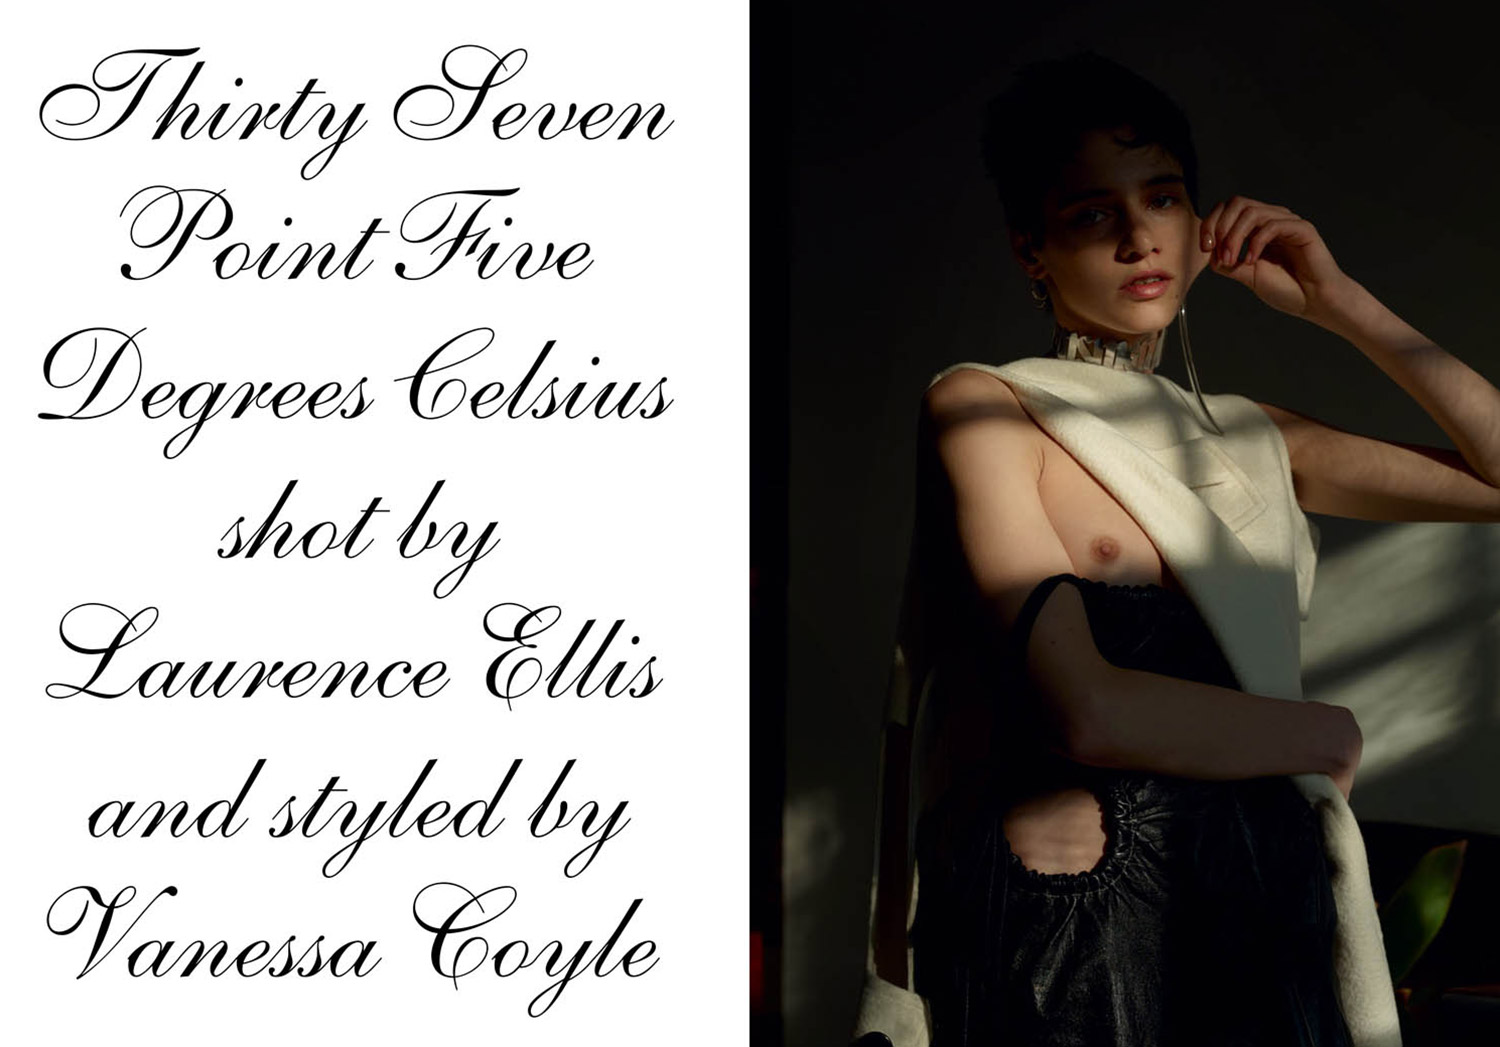 Thirty Seven
Point Five
Degrees Celsius
shot by
Laurence Ellis
and styled by
Vanessa Coyle